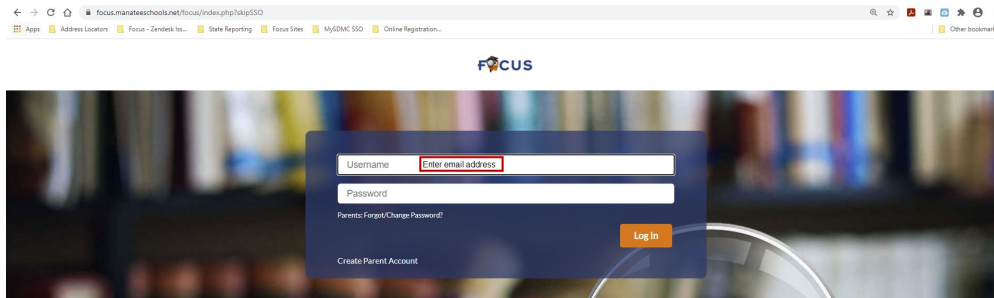 focus.manateeschools.net/focus/index.php?skipSSO
Apps Address Locators Focus - Zendesk Iss... State Reporting Focus Sites MySDMC SSO Online Registration... Other bookmark
FOCUS
Username Enter email address
Password
Parents: Forgot/Change Password?
Log In
Create Parent Account